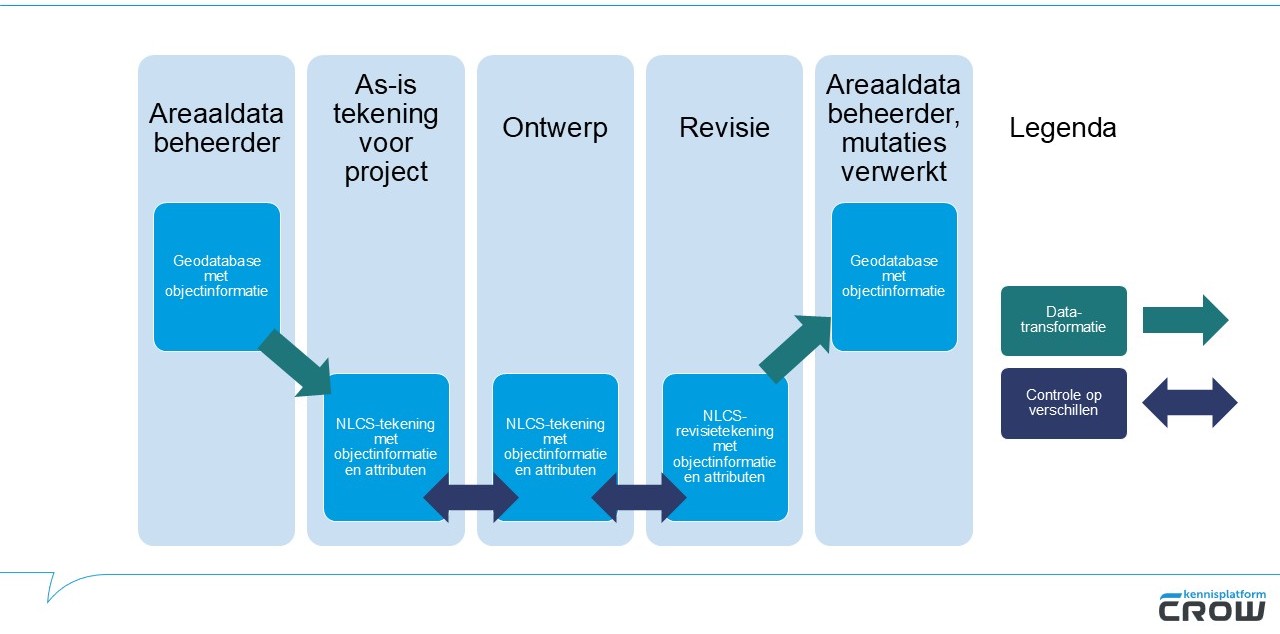 Areaaldata
beheerder
As-is
tekening
voor
project
Ontwerp
Revisie
Areaaldata
beheerder,
mutaties
verwerkt
Legenda
Geodatabase
met
objectinformatie
NLCS-tekening
met
objectinformatie
en attributen
NLCS-tekening
met
objectinformatie
en attributen
NLCS-
revisietekening
met
objectinformatie
en attributen
Geodatabase
met
objectinformatie
Data-
transformatie
Controle op
verschillen
kennisplatform
CROW